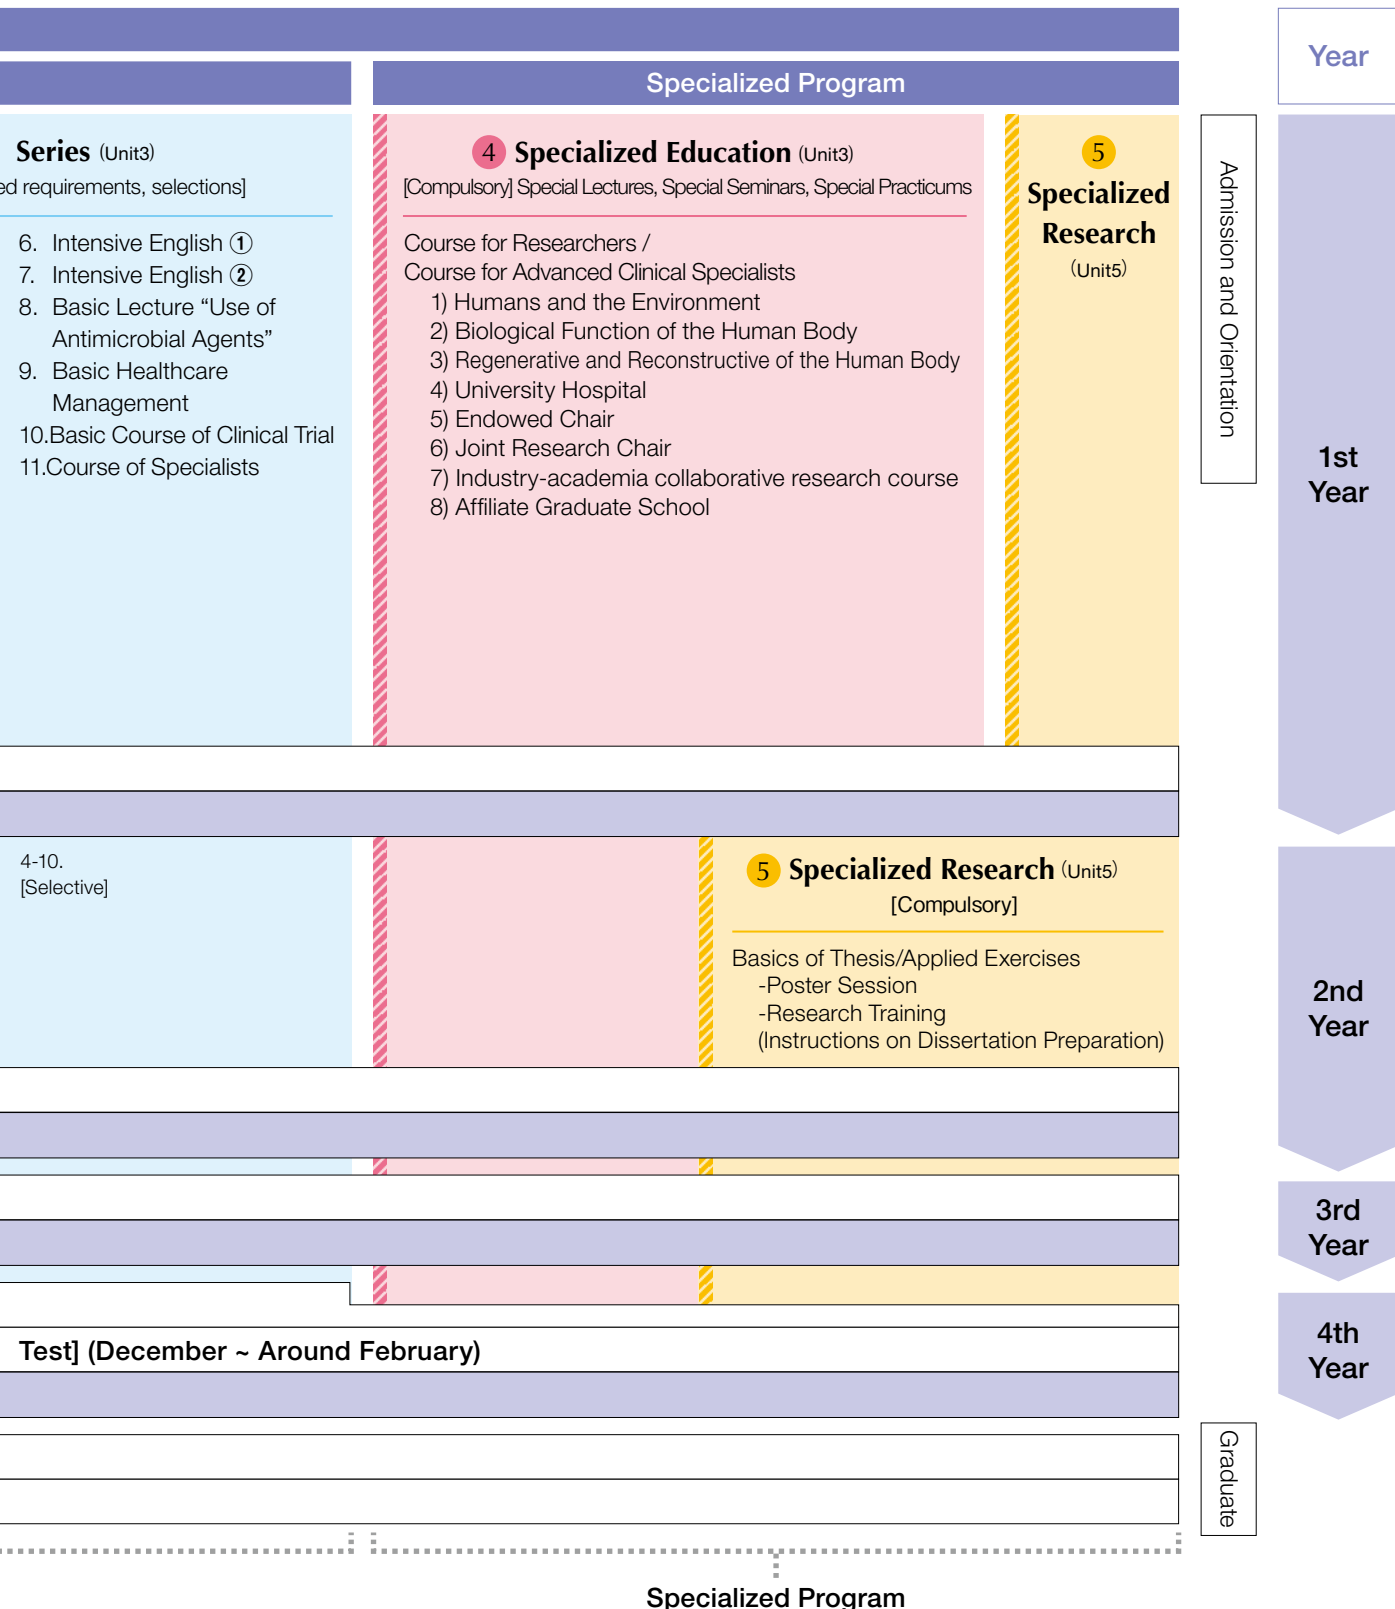 Year
Specialized Program
Series (Unit3)
ed requirements, selections]
6. Intensive English ①
7. Intensive English ②
8. Basic Lecture “Use of
Antimicrobial Agents”
9. Basic Healthcare
Management
10.Basic Course of Clinical Trial
11.Course of Specialists
4 Specialized Education (Unit3)
[Compulsory] Special Lectures, Special Seminars, Special Practicums
Course for Researchers /
Course for Advanced Clinical Specialists
1) Humans and the Environment
2) Biological Function of the Human Body
3) Regenerative and Reconstructive of the Human Body
4) University Hospital
5) Endowed Chair
6) Joint Research Chair
7) Industry-academia collaborative research course
8) Affiliate Graduate School
5
Specialized
Research
(Unit5)
Admission and Orientation
1st
Year
4-10.
[Selective]
5 Specialized Research (Unit5)
[Compulsory]
Basics of Thesis/Applied Exercises
-Poster Session
-Research Training
(Instructions on Dissertation Preparation)
2nd
Year
3rd
Year
Test] (December ~ Around February)
4th
Year
Graduate
Specialized Program